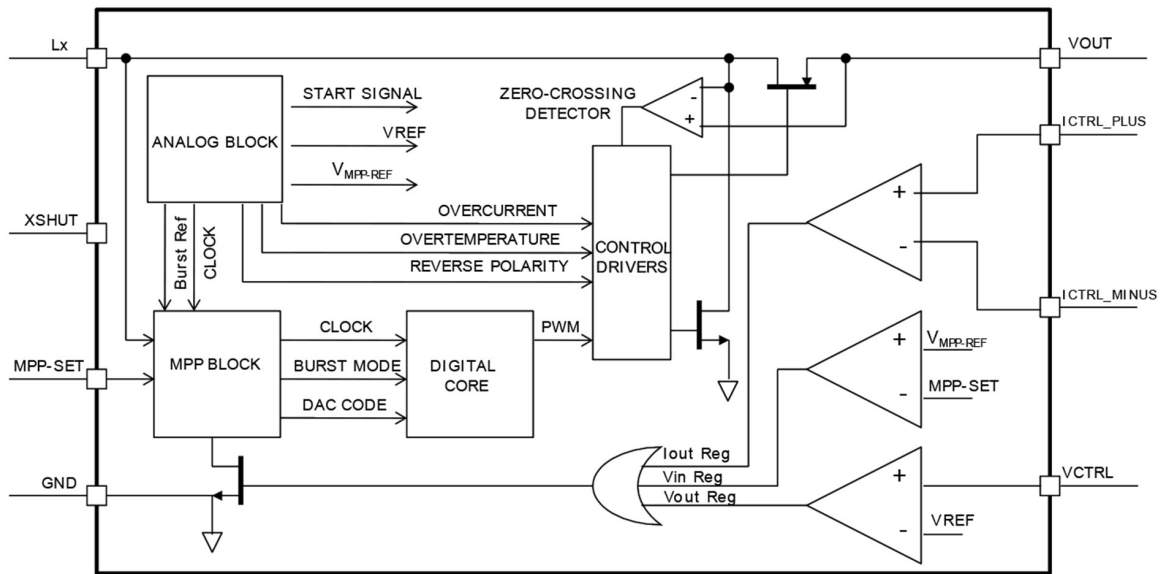 Lx
VOUT
START SIGNAL
ZERO-CROSSING
DETECTOR
-
+
ANALOG BLOCK
VREF
VMPP-REF
ICTRL_PLUS
XSHUT
Burst Ref
CLOCK
OVERCURRENT
OVERTEMPERATURE
REVERSE POLARITY
CONTROL
DRIVERS
+
-
ICTRL_MINUS
MPP-SET
MPP BLOCK
CLOCK
BURST MODE
DAC CODE
DIGITAL
CORE
PWM
+
VMPP-REF
-
MPP-SET
GND
Iout Reg
Vin Reg
Vout Reg
+
-
VREF
VCTRL